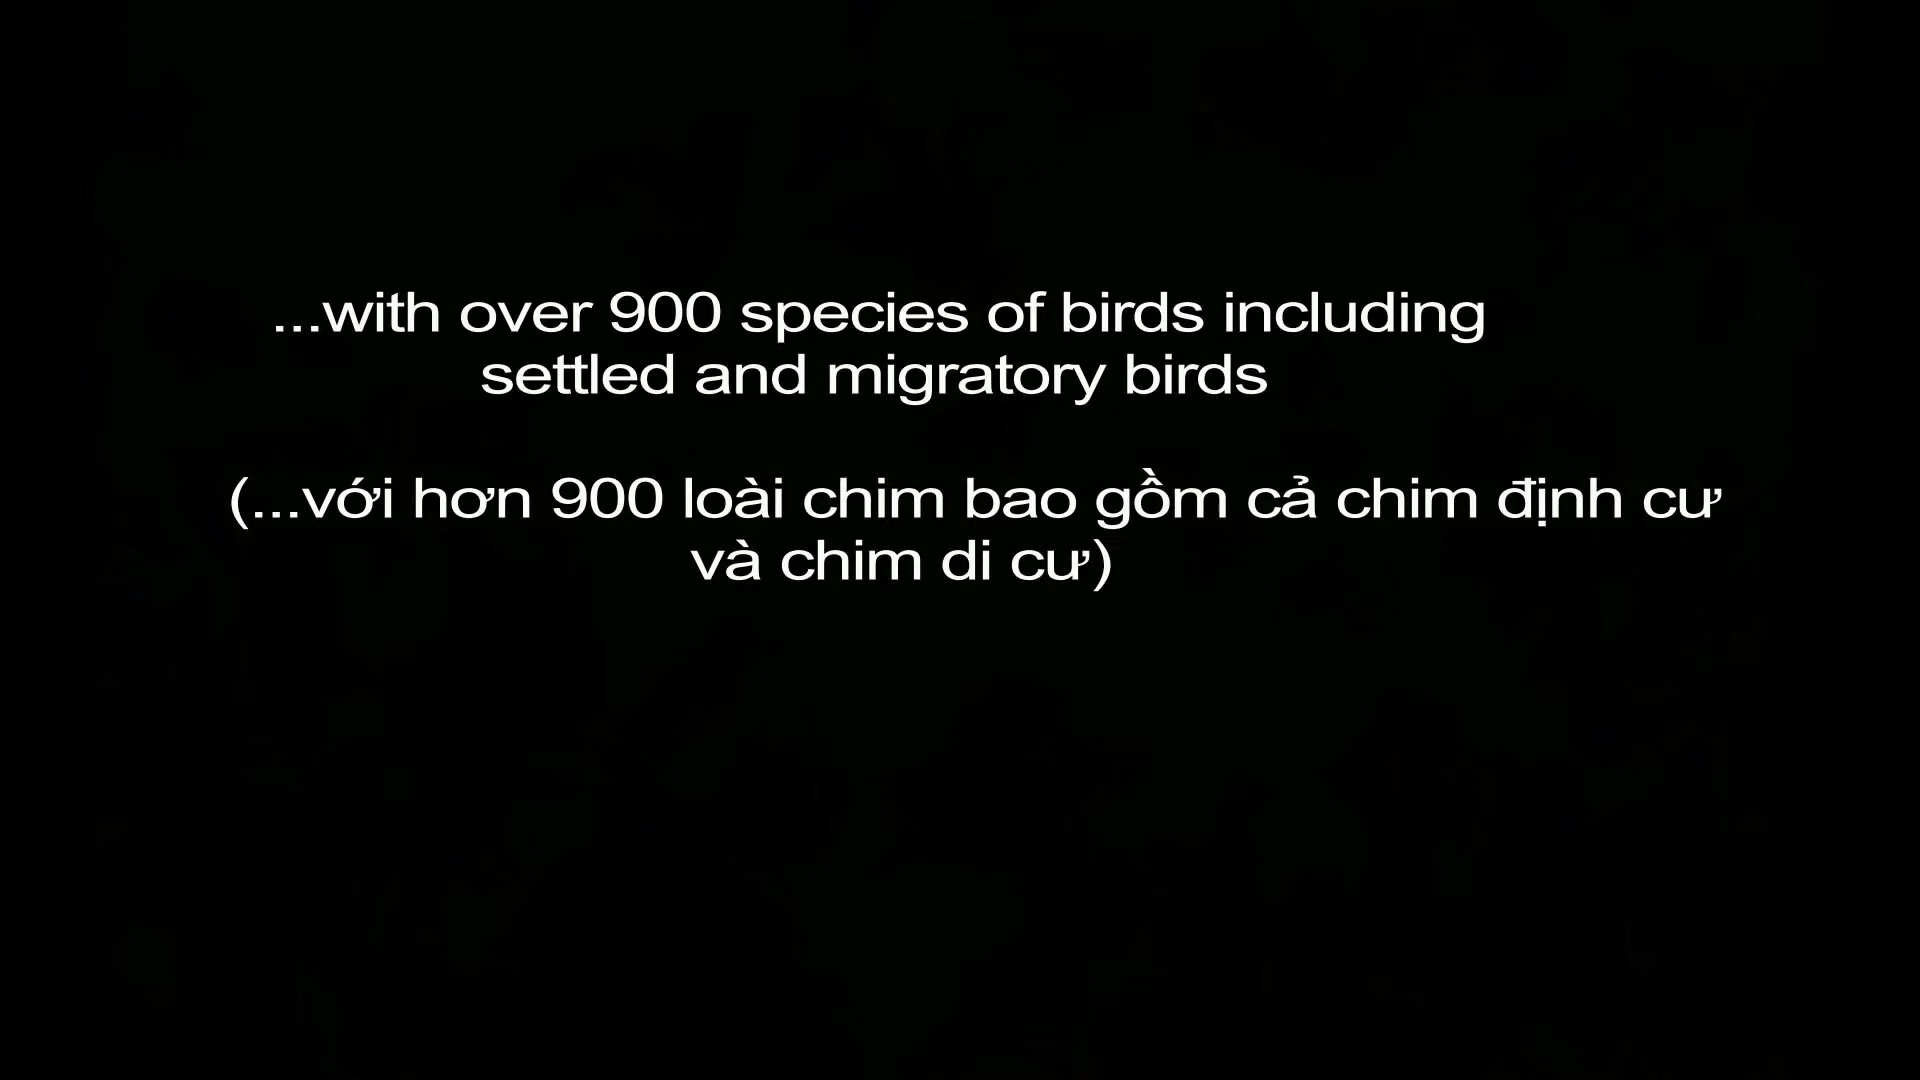 ...with over 900 species of birds including
settled and migratory birds
(...với hơn 900 loài chim bao gồm cả chim định cư
và chim di cư)